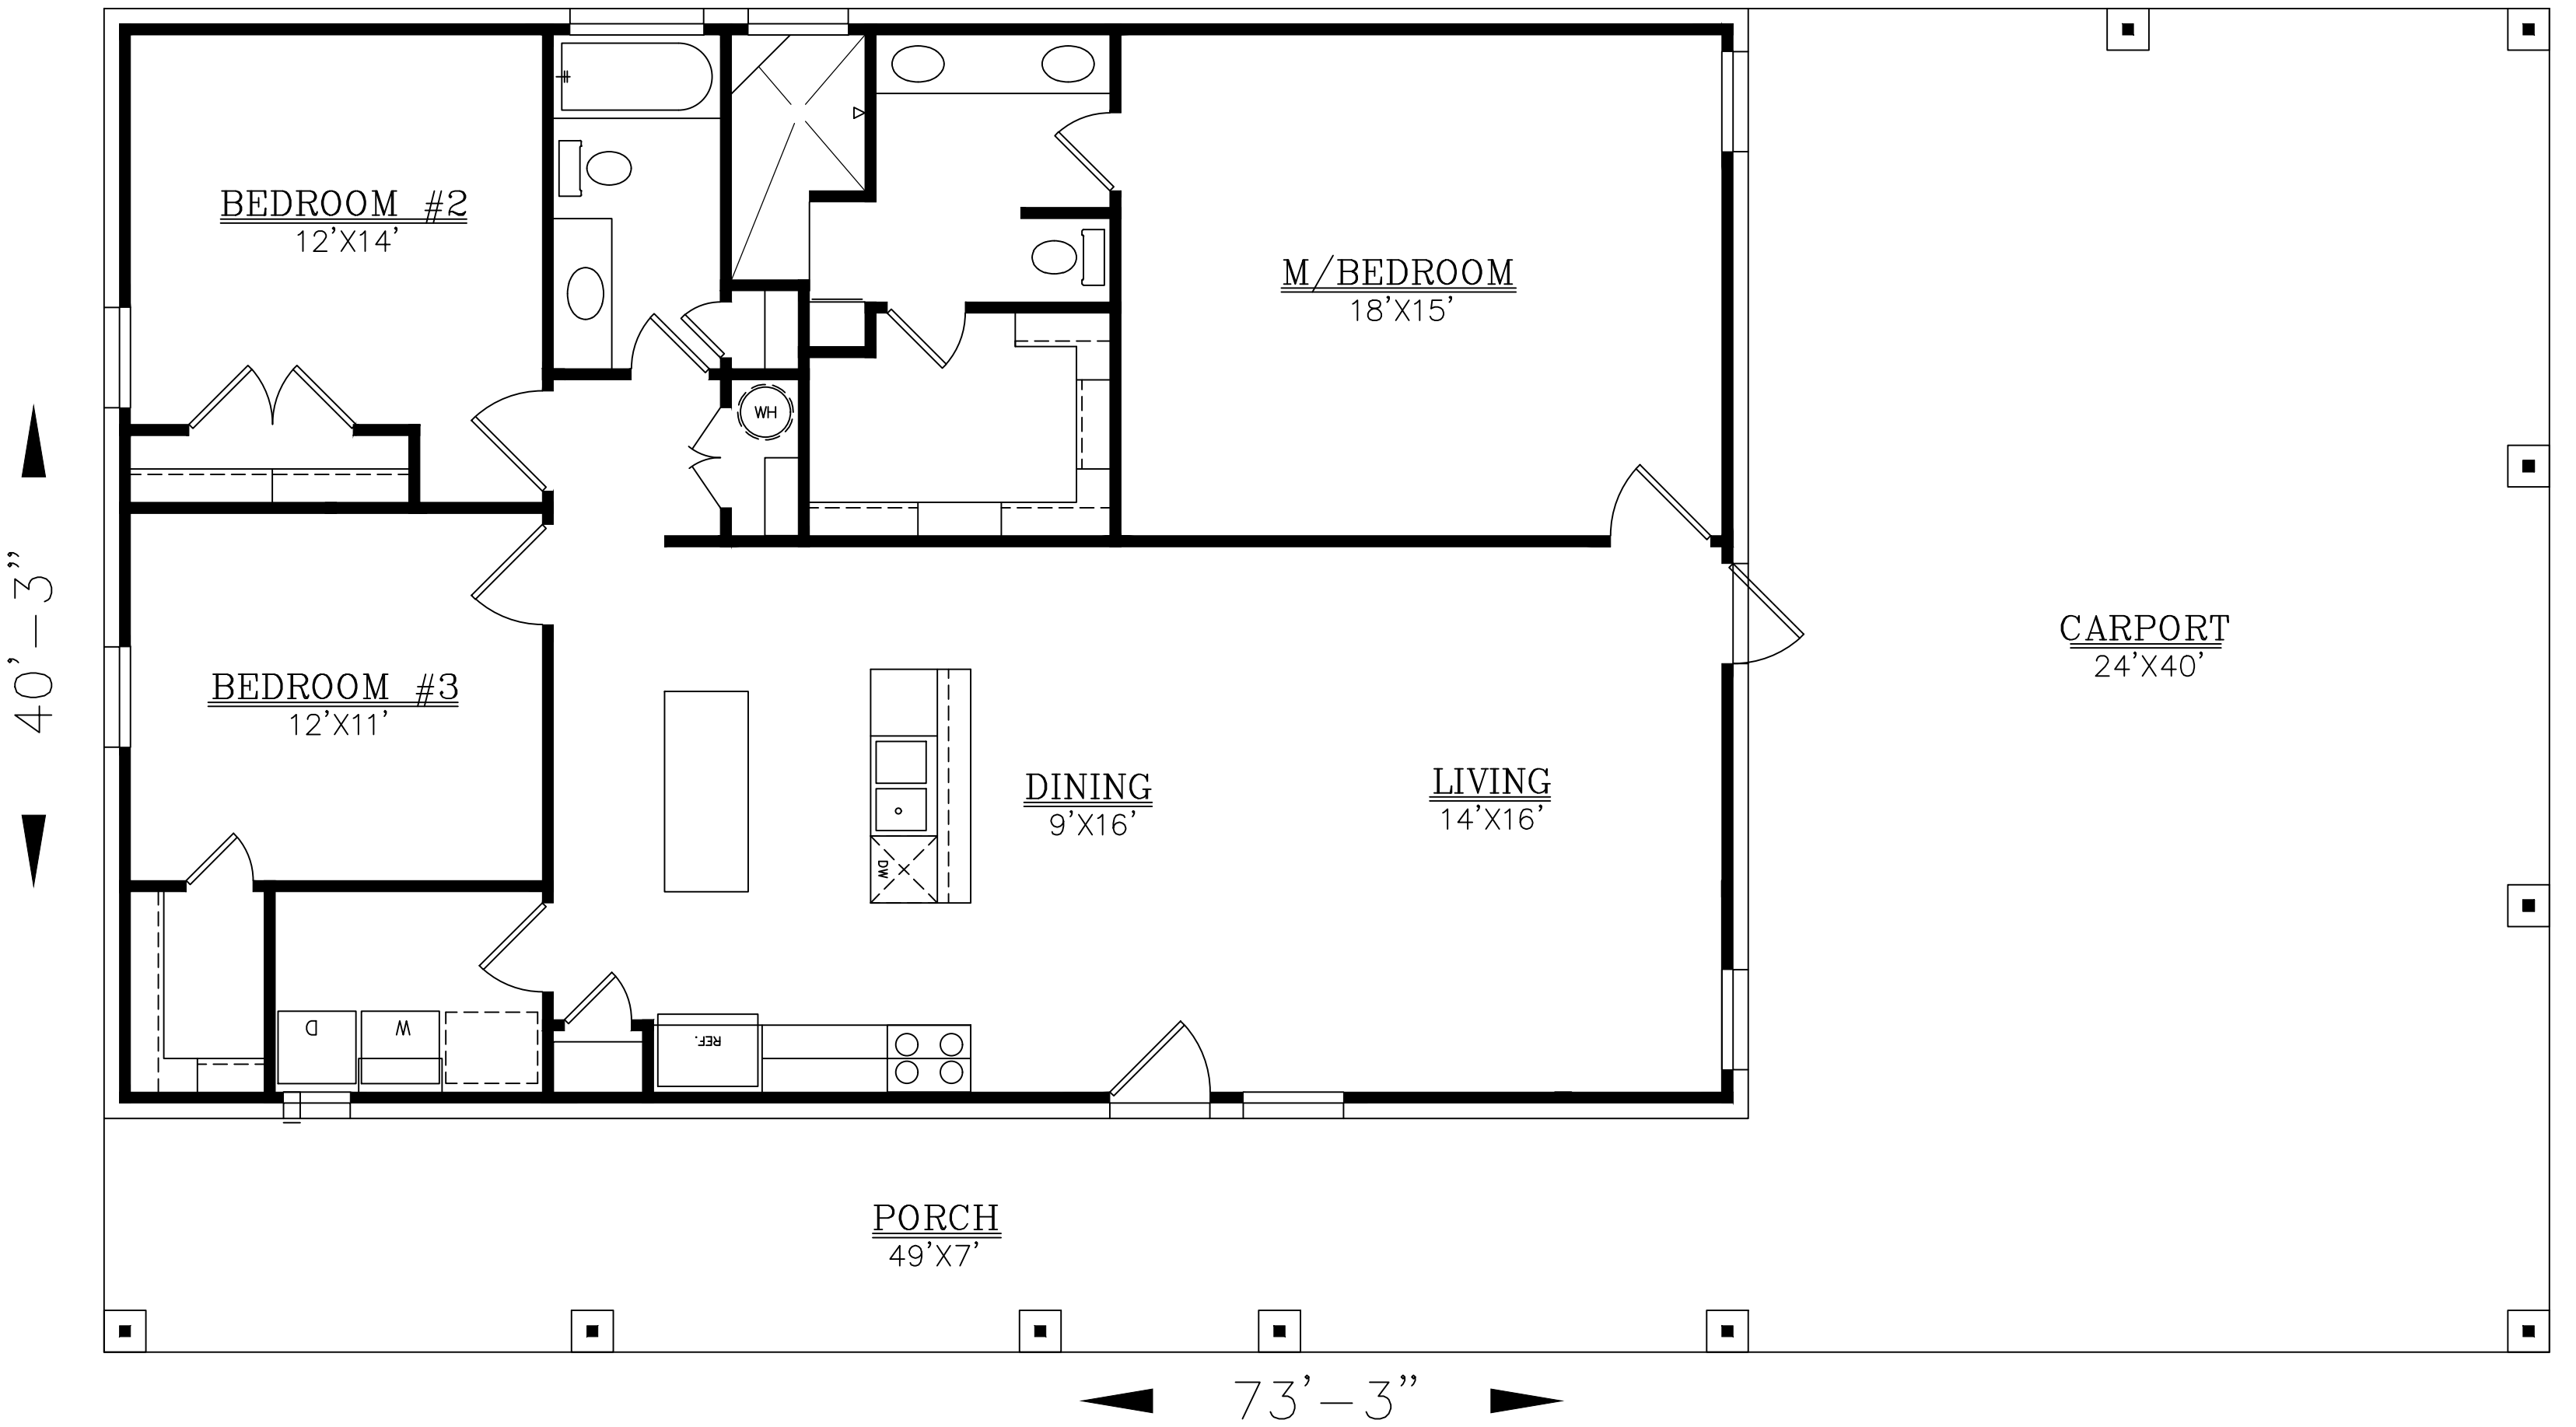 BEDROOM #2
12'X14'
WH
M/BEDROOM
18'X15'
40'-3"
CARPORT
24'X40'
BEDROOM #3
12'X11'
DINING
9'X16'
LIVING
14'X16'
DW
D
W
REF.
PORCH
49'X7'
73'-3"